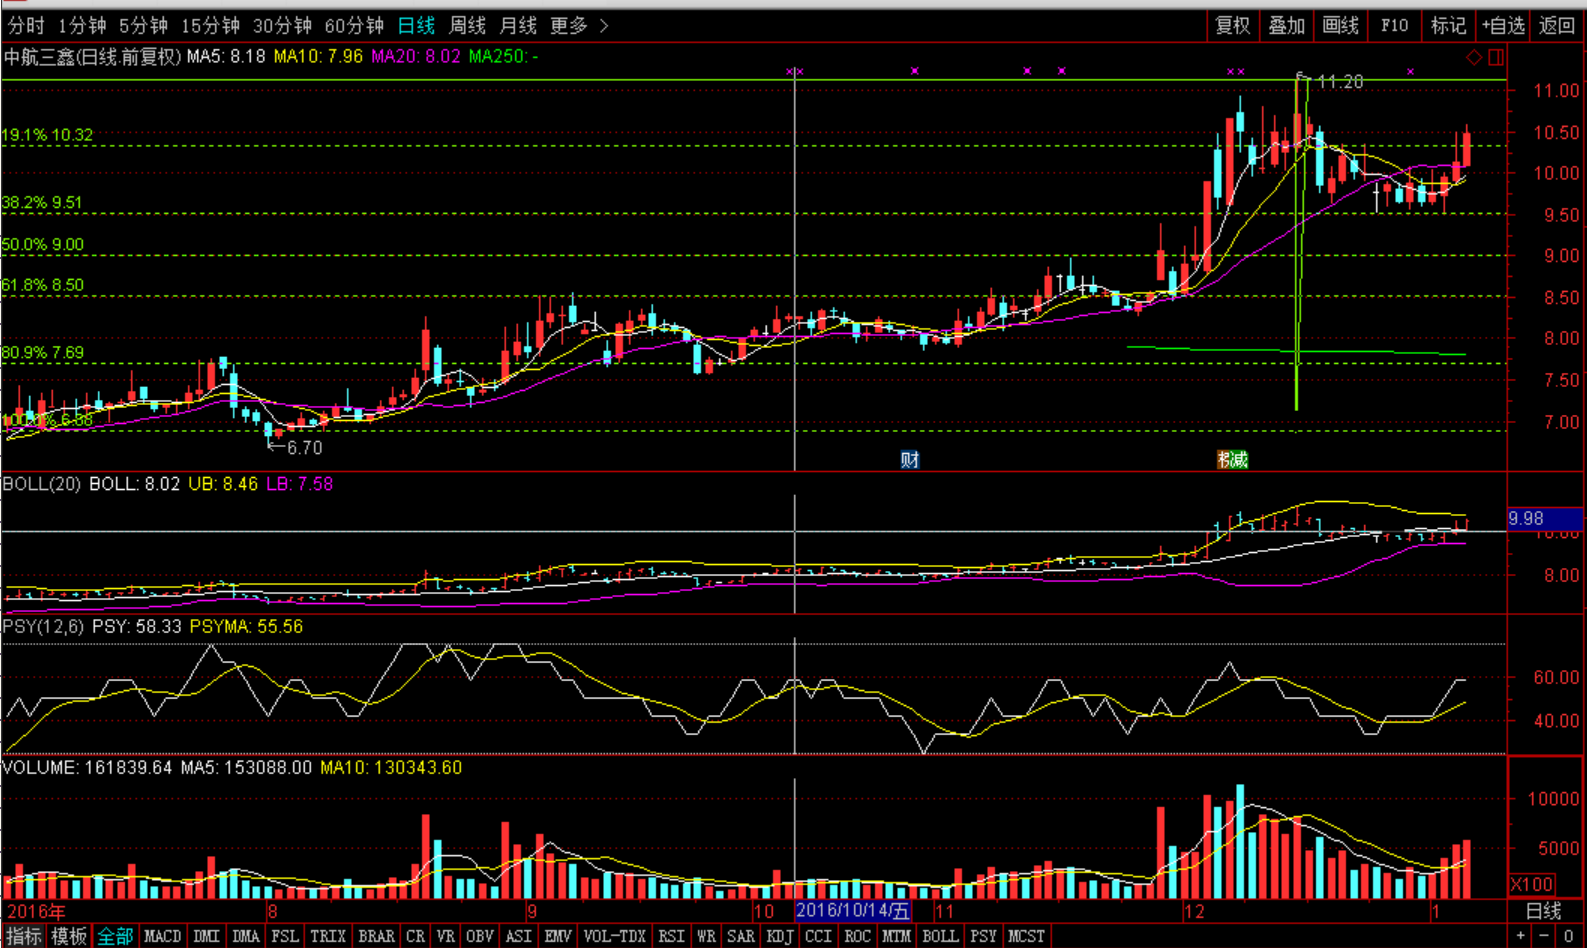 分时 1分钟 5分钟 15分钟 30分钟 60分钟 日线 周线 月线 更多 > 复权 叠加 画线 F10 标记 +自选 返回
中航三鑫(日线.前复权) MA5: 8.18 MA10: 7.96 MA20: 8.02 MA250: -
11.28
11.00
19.1% 10.32
10.50
10.00
38.2% 9.51
9.50
50.0% 9.00
9.00
61.8% 8.50
8.50
8.00
80.9% 7.69
7.50
100.0% 6.88
7.00
6.70
财 减
BOLL(20) BOLL: 8.02 UB: 8.46 LB: 7.58
9.98
10.00
8.00
PSY(12,6) PSY: 58.33 PSYMA: 55.56
60.00
40.00
VOLUME: 161839.64 MA5: 153088.00 MA10: 130343.60
10000
5000
X100
2016年 8 9 10 2016/10/14/五 11 12 1 日线
指标 模板 全部 MACD DMI DMA FSL TRIX BRAR CR VR OBV ASI EMV VOL-TDX RSI WR SAR KDJ CCI ROC MTM BOLL PSY MCST + - 0